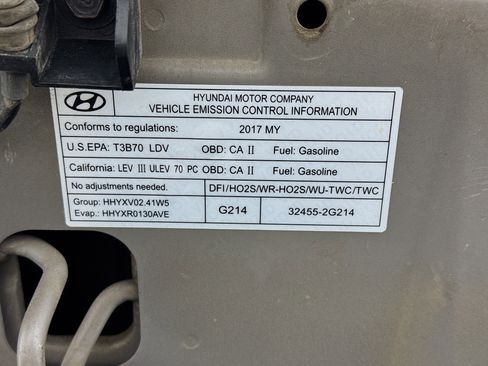 HYUNDAI MOTOR COMPANY
VEHICLE EMISSION CONTROL INFORMATION
Conforms to regulations: 2017 MY
U.S.EPA: T3B70 LDV OBD: CA II Fuel: Gasoline
California: LEV III ULEV 70 PC OBD: CA II Fuel: Gasoline
No adjustments needed. DFI/HO2S/WR-HO2S/WU-TWC/TWC
Group: HHYXV02.41W5
Evap.: HHYXR0130AVE
G214 32455-2G214